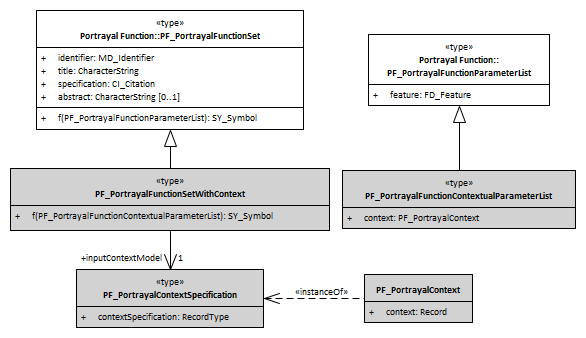 «type»
Portrayal Function::PF_PortrayalFunctionSet
+ identifier: MD_Identifier
+ title: CharacterString
+ specification: CI_Citation
+ abstract: CharacterString [0..1]
+ f(PF_PortrayalFunctionParameterList): SY_Symbol
«type»
Portrayal Function::
PF_PortrayalFunctionParameterList
+ feature: FD_Feature
«type»
PF_PortrayalFunctionSetWithContext
+ f(PF_PortrayalFunctionContextualParameterList): SY_Symbol
«type»
PF_PortrayalFunctionContextualParameterList
+ context: PF_PortrayalContext
+inputContextModel 1
«type»
PF_PortrayalContextSpecification
+ contextSpecification: RecordType
«instanceOf»
PF_PortrayalContext
+ context: Record